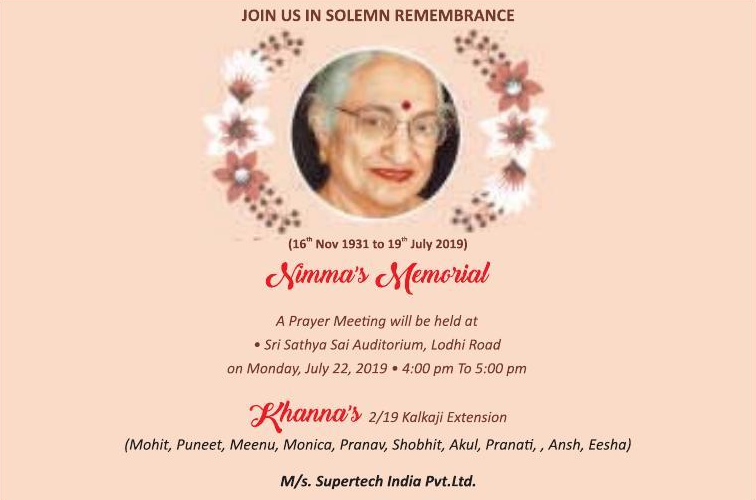 JOIN US IN SOLEMN REMEMBRANCE
(16th Nov 1931 to 19th July 2019)
Nimma's Memorial
A Prayer Meeting will be held at
• Sri Sathya Sai Auditorium, Lodhi Road
on Monday, July 22, 2019 • 4:00 pm To 5:00 pm
Khanna's 2/19 Kalkaji Extension
(Mohit, Puneet, Meenu, Monica, Pranav, Shobhit, Akul, Pranati, , Ansh, Eesha)
M/s. Supertech India Pvt.Ltd.